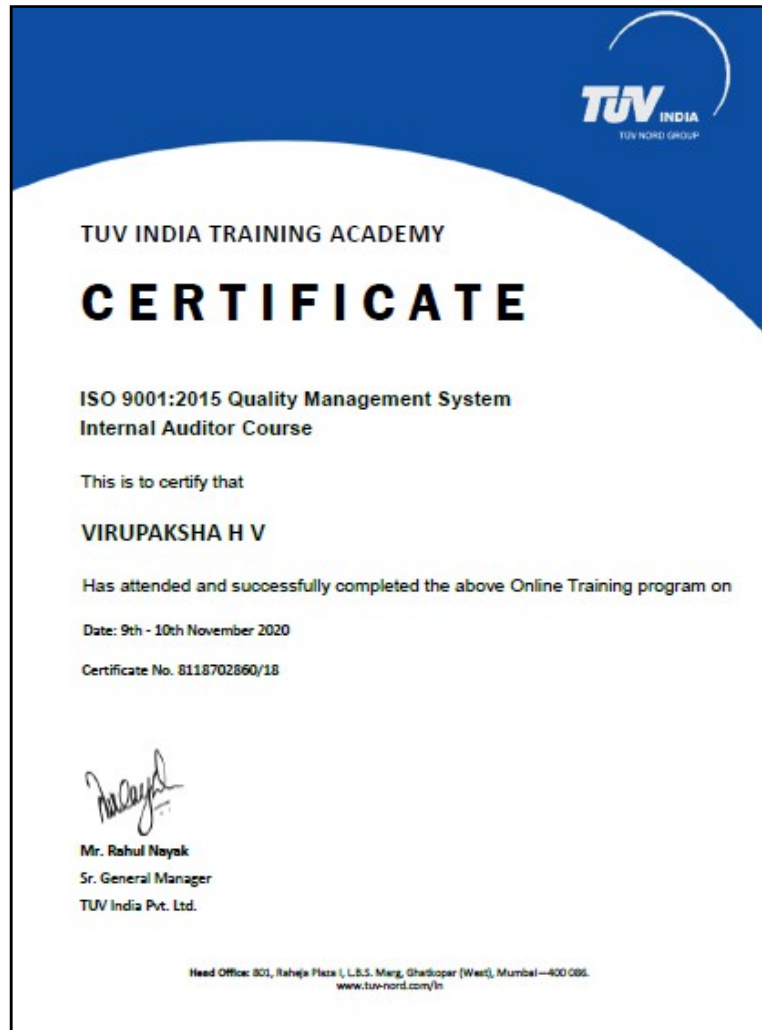 TÜV INDIA
TÜV NORD GROUP
TUV INDIA TRAINING ACADEMY
CERTIFICATE
ISO 9001:2015 Quality Management System
Internal Auditor Course
This is to certify that
VIRUPAKSHA H V
Has attended and successfully completed the above Online Training program on
Date: 9th - 10th November 2020
Certificate No. 8118702860/18
Mr. Rahul Nayak
Sr. General Manager
TUV India Pvt. Ltd.
Head Office: 801, Raheja Plaza I, L.B.S. Marg, Ghatkopar (West), Mumbai—400 086.
www.tuv-nord.com/in